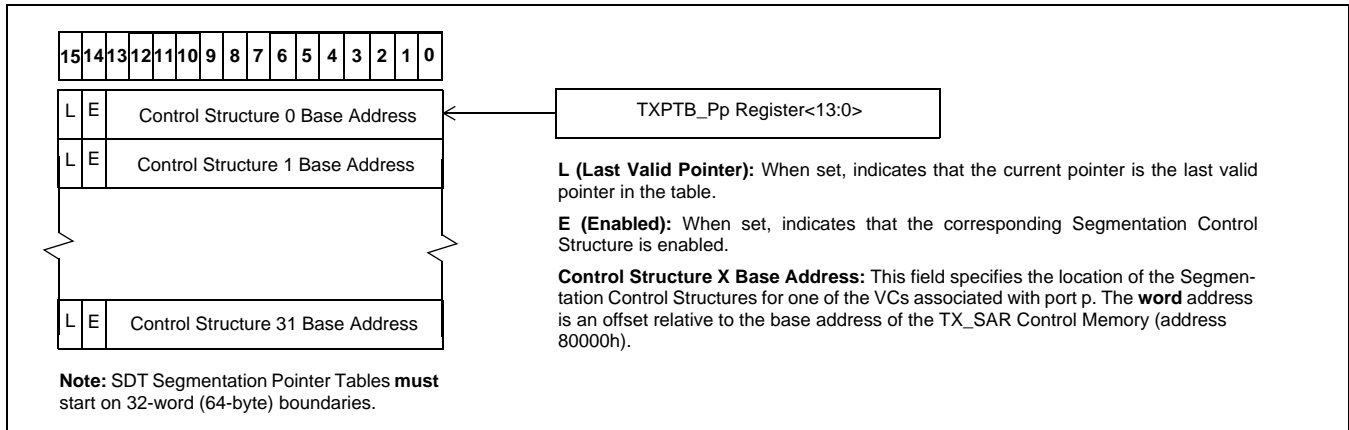 15 14 13 12 11 10 9 8 7 6 5 4 3 2 1 0
L E Control Structure 0 Base Address
TXPTB_Pp Register<13:0>
L E Control Structure 1 Base Address
L (Last Valid Pointer): When set, indicates that the current pointer is the last valid
pointer in the table.
E (Enabled): When set, indicates that the corresponding Segmentation Control
Structure is enabled.
Control Structure X Base Address: This field specifies the location of the Segmen-
tation Control Structures for one of the VCs associated with port p. The word address
is an offset relative to the base address of the TX_SAR Control Memory (address
80000h).
L E Control Structure 31 Base Address
Note: SDT Segmentation Pointer Tables must
start on 32-word (64-byte) boundaries.